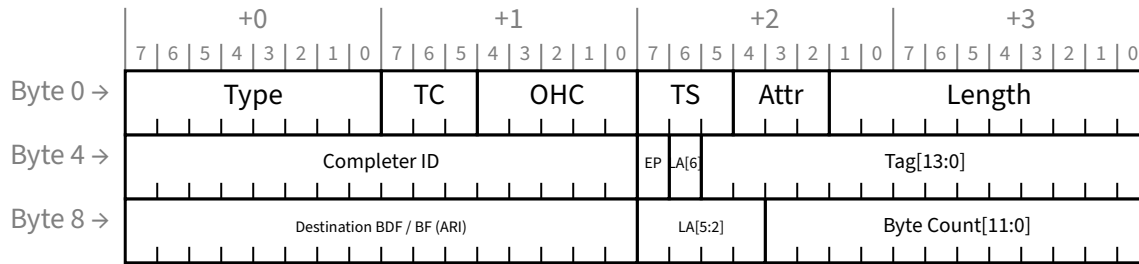 +0 +1 +2 +3
7 6 5 4 3 2 1 0 7 6 5 4 3 2 1 0 7 6 5 4 3 2 1 0 7 6 5 4 3 2 1 0
Byte 0 → Type TC OHC TS Attr Length
Byte 4 → Completer ID EP LA[6] Tag[13:0]
Byte 8 → Destination BDF / BF (ARI) LA[5:2] Byte Count[11:0]